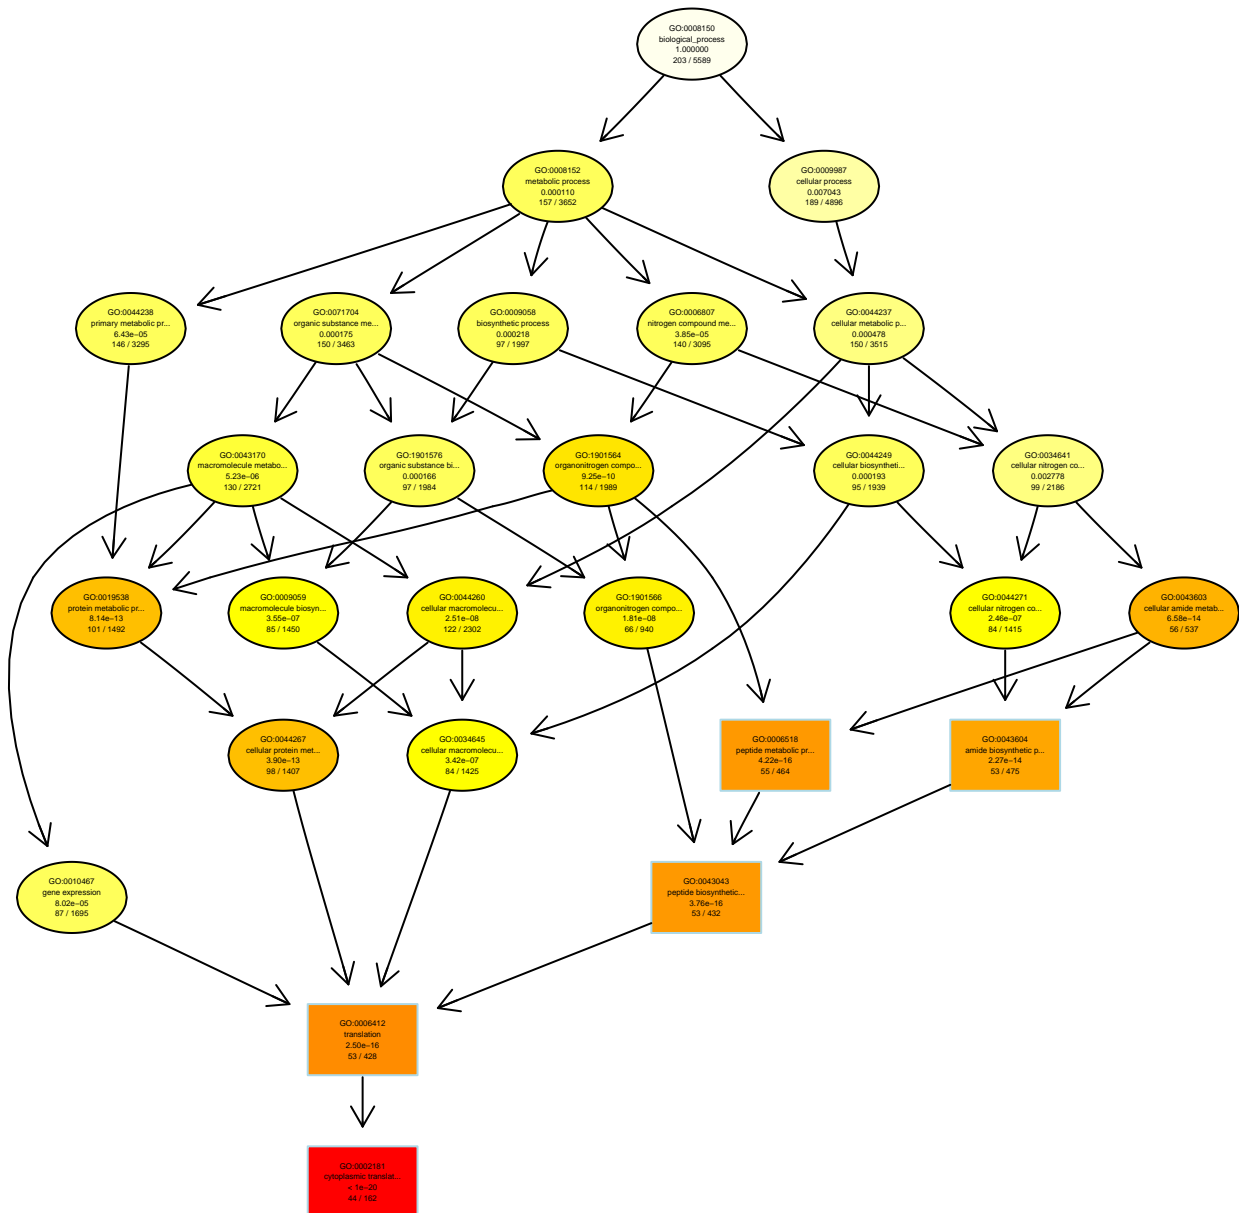 GO:0008150
biological_process
1.000000
203 / 5589
GO:0008152
metabolic process
0.000110
157 / 3652
GO:0009987
cellular process
0.007043
189 / 4896
GO:0044238
primary metabolic pr...
6.43e−05
146 / 3295
GO:0071704
organic substance me...
0.000175
150 / 3463
GO:0009058
biosynthetic process
0.000218
97 / 1997
GO:0006807
nitrogen compound me...
3.85e−05
140 / 3095
GO:0044237
cellular metabolic p...
0.000478
150 / 3515
GO:0043170
macromolecule metabo...
5.23e−06
130 / 2721
GO:1901576
organic substance bi...
0.000166
97 / 1984
GO:1901564
organonitrogen compo...
9.25e−10
114 / 1989
GO:0044249
cellular biosyntheti...
0.000193
95 / 1939
GO:0034641
cellular nitrogen co...
0.002778
99 / 2186
GO:0019538
protein metabolic pr...
8.14e−13
101 / 1492
GO:0009059
macromolecule biosyn...
3.55e−07
85 / 1450
GO:0044260
cellular macromolecu...
2.51e−08
122 / 2302
GO:1901566
organonitrogen compo...
1.81e−08
66 / 940
GO:0044271
cellular nitrogen co...
2.46e−07
84 / 1415
GO:0043603
cellular amide metab...
6.58e−14
56 / 537
GO:0044267
cellular protein met...
3.90e−13
98 / 1407
GO:0034645
cellular macromolecu...
3.42e−07
84 / 1425
GO:0006518
peptide metabolic pr...
4.22e−16
55 / 464
GO:0043604
amide biosynthetic p...
2.27e−14
53 / 475
GO:0010467
gene expression
8.02e−05
87 / 1695
GO:0043043
peptide biosynthetic...
3.76e−16
53 / 432
GO:0006412
translation
2.50e−16
53 / 428
GO:0002181
cytoplasmic translat...
< 1e−20
44 / 162